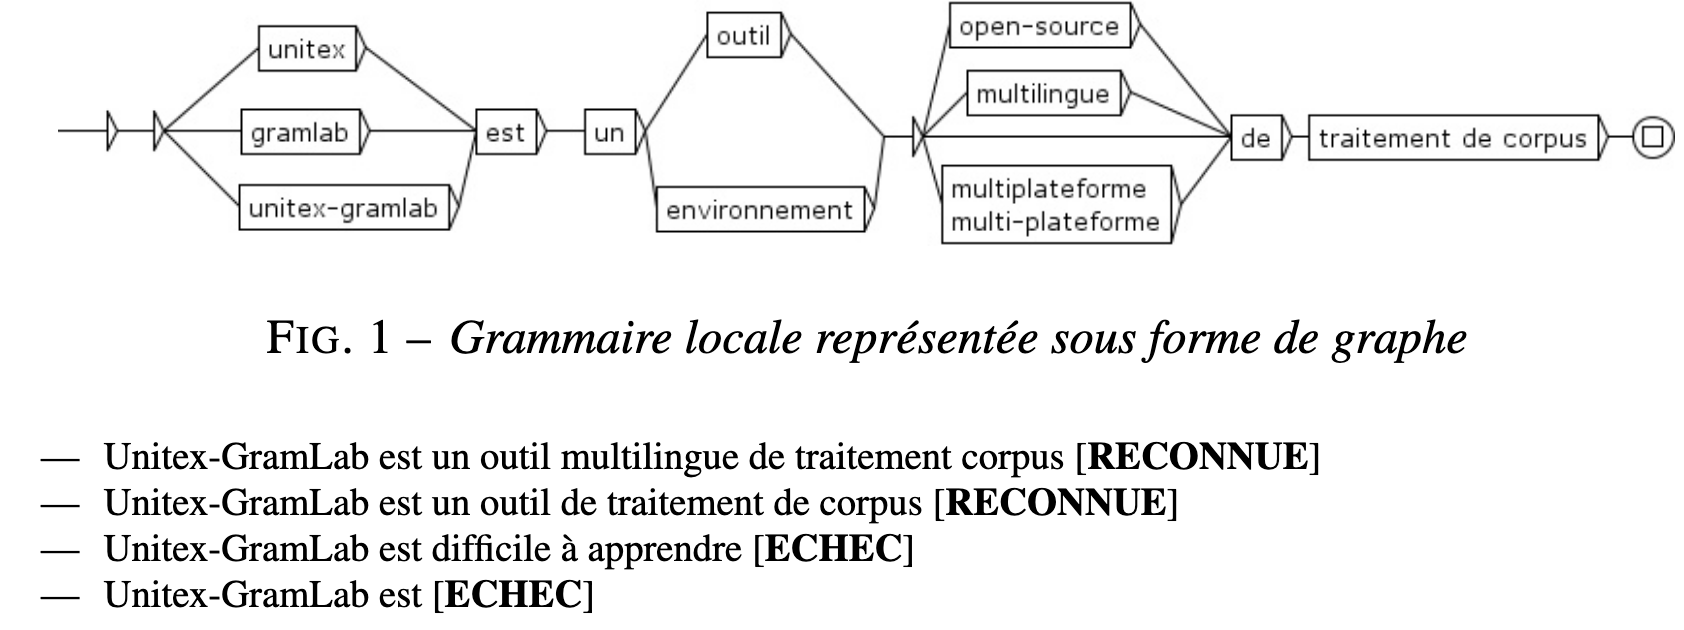 unitex
gramlab
unitex-gramlab
est
un
outil
environnement
open-source
multilingue
multiplateforme
multi-plateforme
de
traitement de corpus
FIG. 1 – Grammaire locale représentée sous forme de graphe
— Unitex-GramLab est un outil multilingue de traitement corpus [RECONNUE]
— Unitex-GramLab est un outil de traitement de corpus [RECONNUE]
— Unitex-GramLab est difficile à apprendre [ECHEC]
— Unitex-GramLab est [ECHEC]